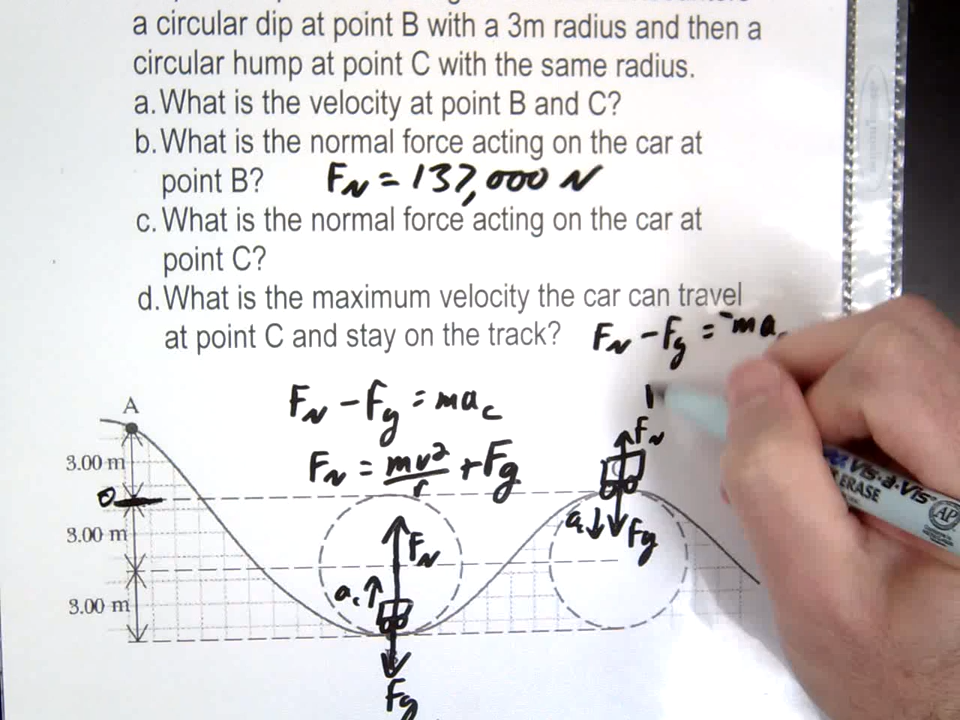 a circular dip at point B with a 3m radius and then a
circular hump at point C with the same radius.
a. What is the velocity at point B and C?
b. What is the normal force acting on the car at
point B? FN = 137,000 N
c. What is the normal force acting on the car at
point C?
d. What is the maximum velocity the car can travel
at point C and stay on the track? FN - Fg = -ma
FN - Fg = mac
FN = mv²/r + Fg
A
3.00 m
0
3.00 m
3.00 m
FN
ac
Fg
FN
a
Fg
Vis-à-Vis
ERASE
AP